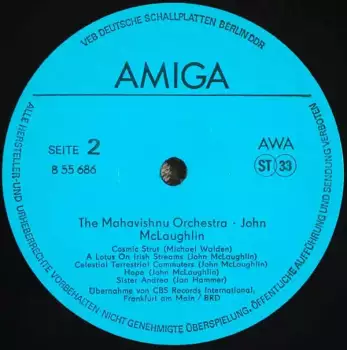 VEB DEUTSCHE SCHALLPLATTEN BERLIN DDR
AMIGA
SEITE 2
8 55 686
AWA
ST 33
The Mahavishnu Orchestra · John
McLaughlin
Cosmic Strut (Michael Walden)
A Lotus On Irish Streams (John McLaughlin)
Celestial Terrestrial Commuters (John McLaughlin)
Hope (John McLaughlin)
Sister Andrea (Jan Hammer)
Übernahme von CBS Records International,
Frankfurt am Main / BRD
ALLE HERSTELLER- UND URHEBERRECHTE VORBEHALTEN · NICHT GENEHMIGTE ÜBERSPIELUNG, ÖFFENTLICHE AUFFÜHRUNG UND SENDUNG VERBOTEN